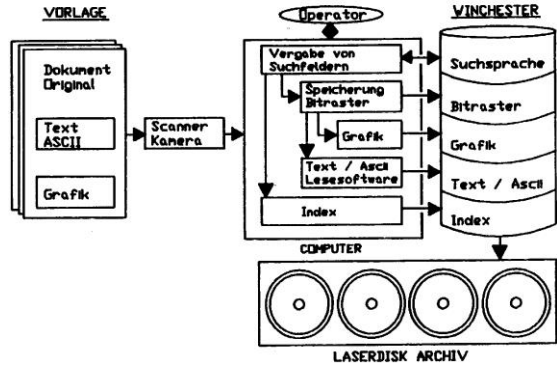 VORLAGE
Dokument
Original
Text
ASCII
Grafik
Scanner
Kamera
Operator
Vergabe von
Suchfeldern
Speicherung
Bitraster
Grafik
Text / Ascii
Lesesoftware
Index
COMPUTER
WINCHESTER
Suchsprache
Bitraster
Grafik
Text / Ascii
Index
LASERDISK ARCHIV